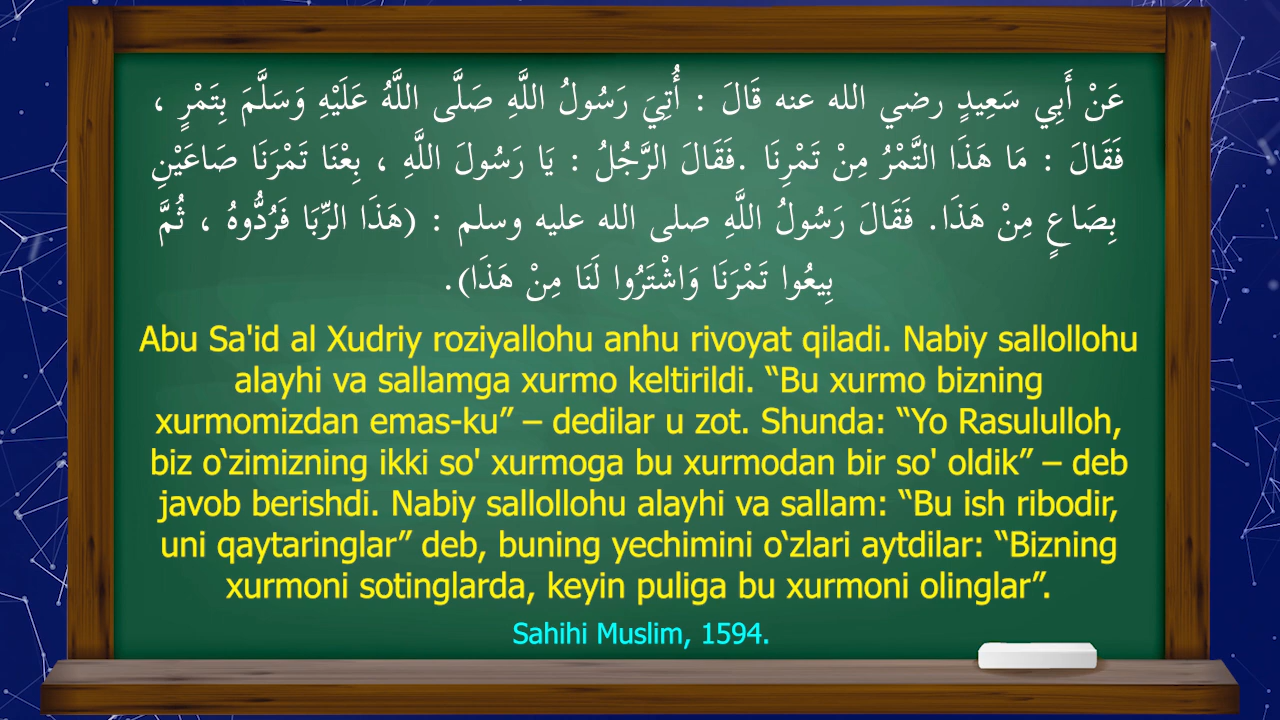 عَنْ أَبِي سَعِيدٍ رضي الله عنه قَالَ : أُتِيَ رَسُولُ اللَّهِ صَلَّى اللَّهُ عَلَيْهِ وَسَلَّمَ بِتَمْرٍ ،
فَقَالَ : مَا هَذَا التَّمْرُ مِنْ تَمْرِنَا .فَقَالَ الرَّجُلُ : يَا رَسُولَ اللَّهِ ، بِعْنَا تَمْرَنَا صَاعَيْنِ
بِصَاعٍ مِنْ هَذَا. فَقَالَ رَسُولُ اللَّهِ صلى الله عليه وسلم : (هَذَا الرِّبَا فَرُدُّوهُ ، ثُمَّ
بِيعُوا تَمْرَنَا وَاشْتَرُوا لَنَا مِنْ هَذَا).
Abu Sa'id al Xudriy roziyallohu anhu rivoyat qiladi. Nabiy sallollohu
alayhi va sallamga xurmo keltirildi. “Bu xurmo bizning
xurmomizdan emas-ku” – dedilar u zot. Shunda: “Yo Rasululloh,
biz o‘zimizning ikki so' xurmoga bu xurmodan bir so' oldik” – deb
javob berishdi. Nabiy sallollohu alayhi va sallam: “Bu ish ribodir,
uni qaytaringlar” deb, buning yechimini o‘zlari aytdilar: “Bizning
xurmoni sotinglarda, keyin puliga bu xurmoni olinglar”.
Sahihi Muslim, 1594.